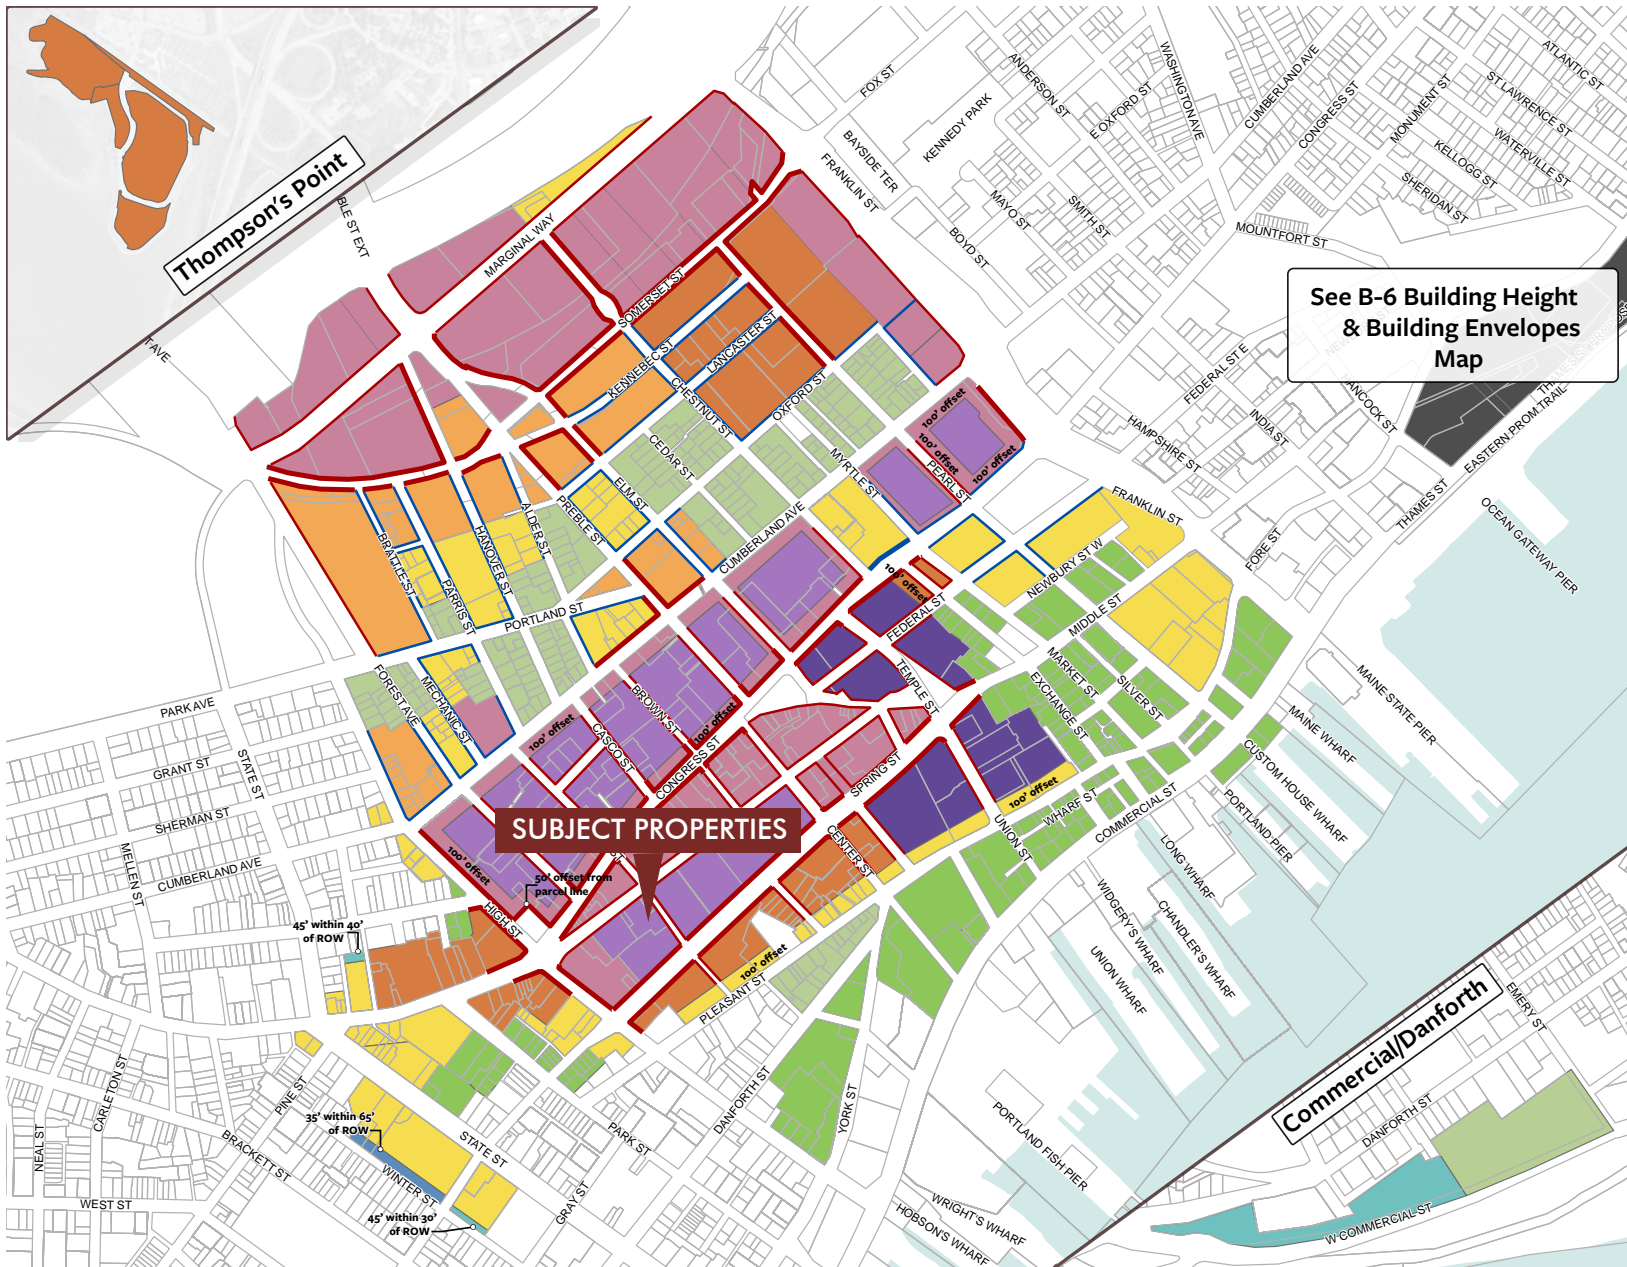 Thompson's Point
BLE ST EXT
T AVE
FOX ST
ANDERSON ST
WASHINGTON AVE
CUMBERLAND AVE
CONGRESS ST
ATLANTIC ST
ST LAWRENCE ST
MONUMENT ST
WATERVILLE ST
KELLOGG ST
SHERIDAN ST
E OXFORD ST
KENNEDY PARK
BAYSIDE TER
FRANKLIN ST
MAYO ST
SMITH ST
BOYD ST
MOUNTFORT ST
See B-6 Building Height
& Building Envelopes
Map
MARGINAL WAY
SOMERSET ST
KENNEBEC ST
LANCASTER ST
CHESTNUT ST
OXFORD ST
CEDAR ST
ELM ST
PREBLE ST
ALDER ST
HANOVER ST
BRATTLE ST
PARRIS ST
PORTLAND ST
MYRTLE ST
PEARL ST
100' offset
100' offset
100' offset
CUMBERLAND AVE
FEDERAL ST E
INDIA ST
HANCOCK ST
HAMPSHIRE ST
EASTERN PROM TRAIL
THAMES ST
FRANKLIN ST
FORE ST
OCEAN GATEWAY PIER
NEWBURY ST W
MIDDLE ST
100' offset
FEDERAL ST
TEMPLE ST
MARKET ST
SILVER ST
EXCHANGE ST
MAINE STATE PIER
MAINE WHARF
CUSTOM HOUSE WHARF
PORTLAND PIER
LONG WHARF
CHANDLER'S WHARF
WIDGERY'S WHARF
UNION WHARF
COMMERCIAL ST
WHARF ST
UNION ST
100' offset
SPRING ST
CENTER ST
CONGRESS ST
BROWN ST
CASCO ST
100' offset
100' offset
FOREST AVE
MECHANIC ST
PARK AVE
GRANT ST
STATE ST
SHERMAN ST
CUMBERLAND AVE
MELLEN ST
SUBJECT PROPERTIES
ST
100' offset
50' offset from
parcel line
HIGH ST
45' within 40'
of ROW
100' offset
PLEASANT ST
DANFORTH ST
YORK ST
PARK ST
GRAY ST
STATE ST
PINE ST
35' within 65'
of ROW
WINTER ST
45' within 30'
of ROW
BRACKETT ST
CARLETON ST
NEAL ST
WEST ST
PORTLAND FISH PIER
WRIGHT'S WHARF
HOBSON'S WHARF
Commercial/Danforth
EMERY ST
DANFORTH ST
W COMMERCIAL ST